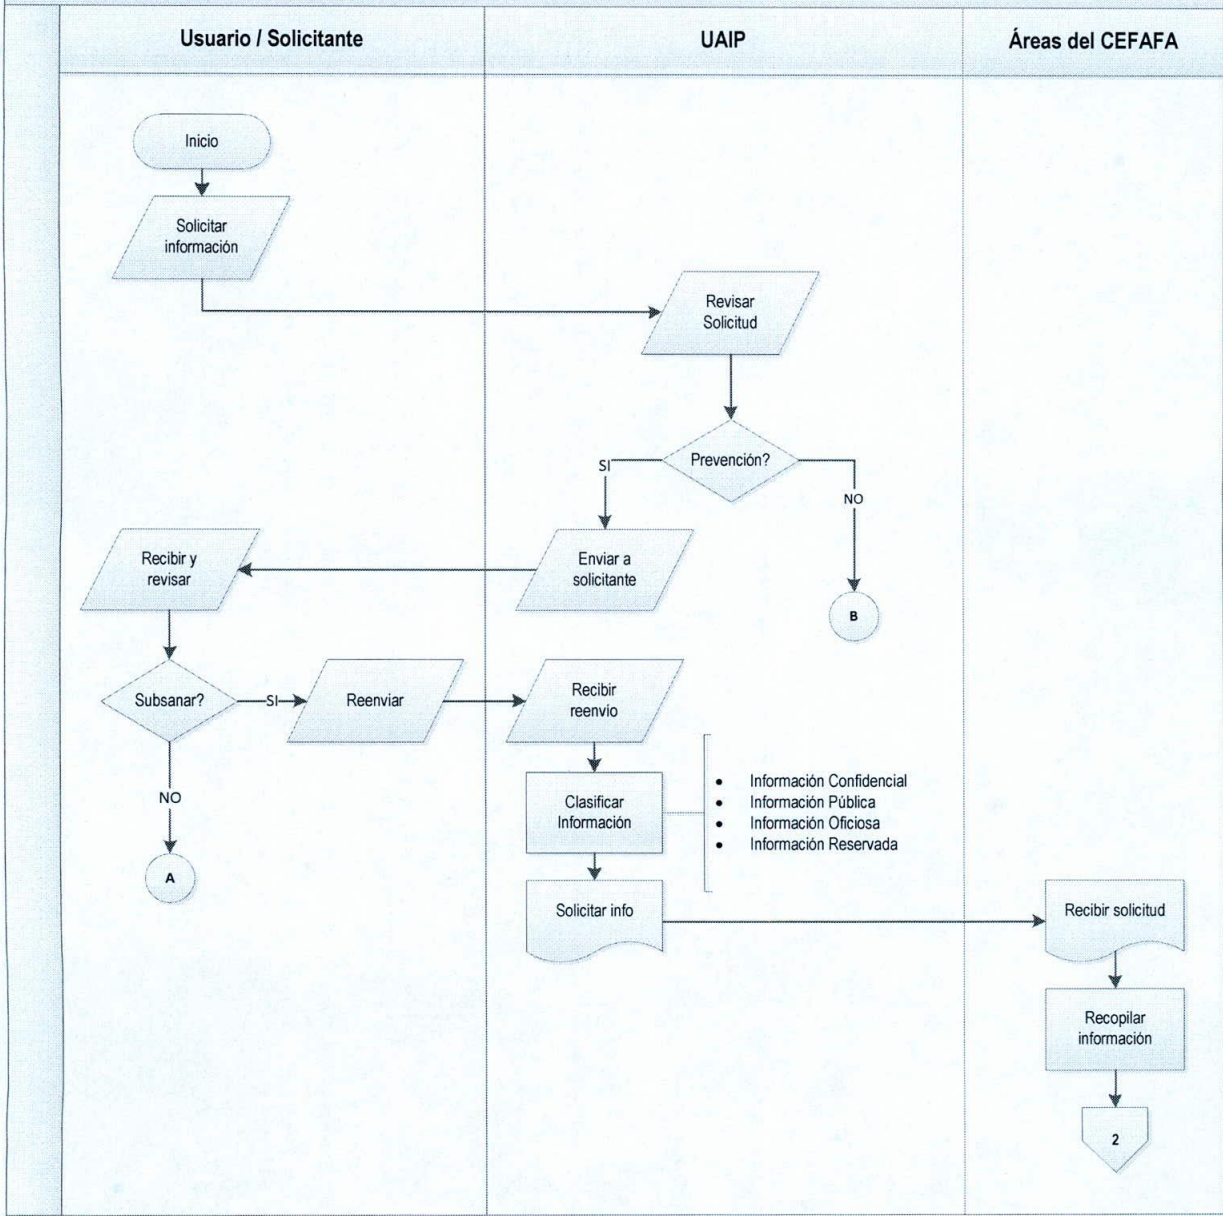 Usuario / Solicitante
UAIP
Áreas del CEFAFA
Inicio
Solicitar
información
Revisar
Solicitud
Prevención?
SI
NO
Recibir y
revisar
Enviar a
solicitante
B
Subsanar?
SI
Reenviar
Recibir
reenvio
NO
Clasificar
Información
• Información Confidencial
• Información Pública
• Información Oficiosa
• Información Reservada
A
Solicitar info
Recibir solicitud
Recopilar
información
2